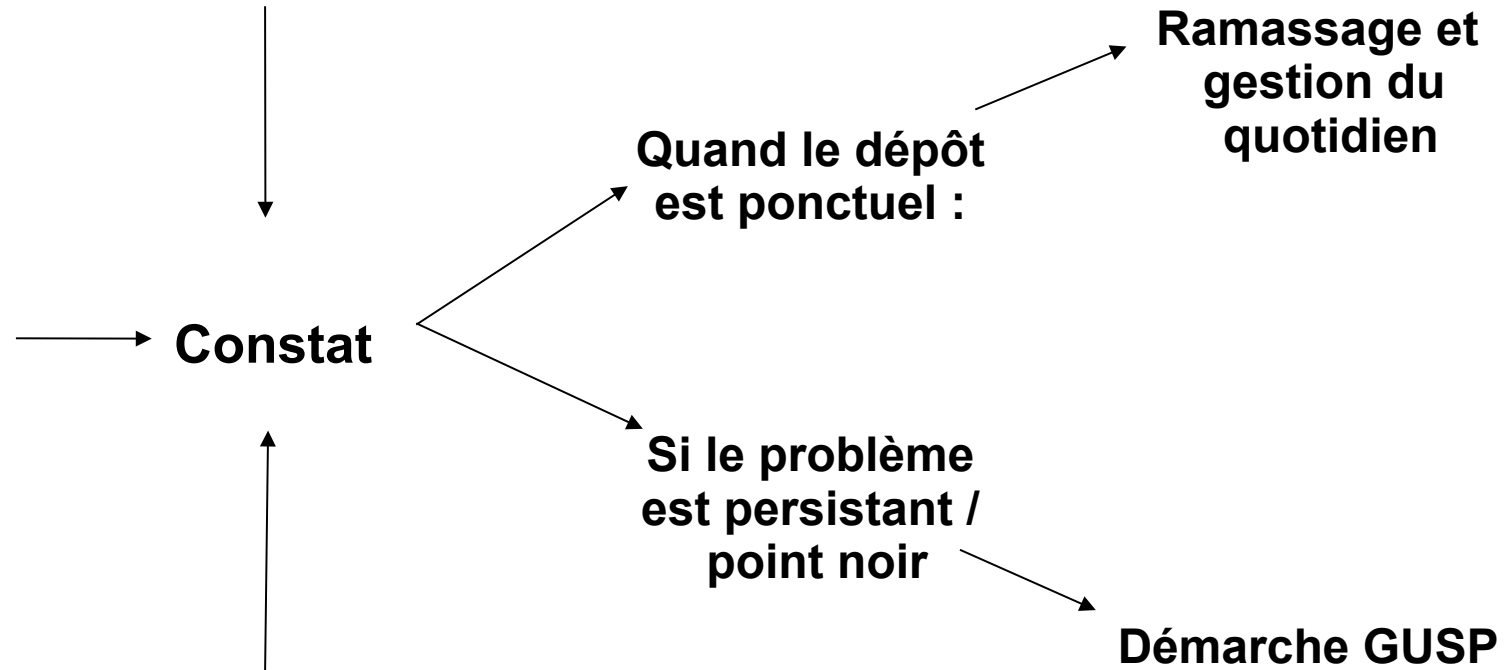 Ramassage et
gestion du
quotidien
Quand le dépôt
est ponctuel :
Constat
Si le problème
est persistant /
point noir
Démarche GUSP